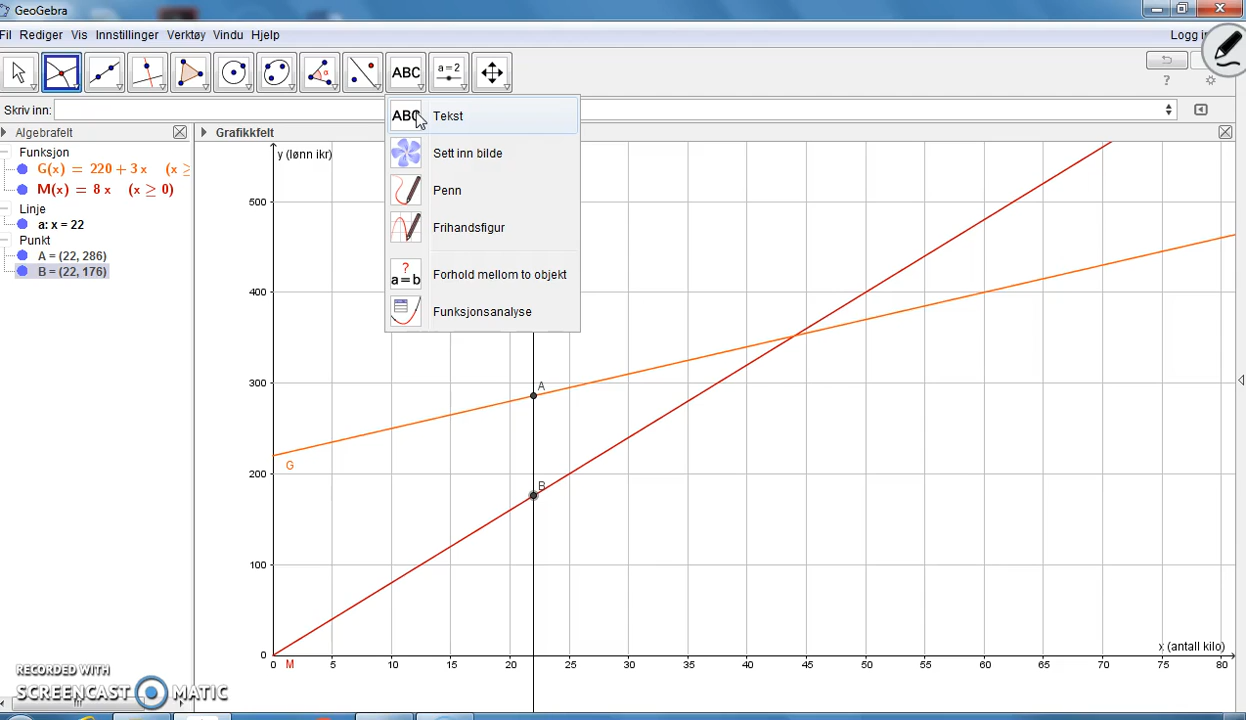 GeoGebra
Fil Rediger Vis Innstillinger Verktøy Vindu Hjelp
Logg
ABC
a = 2
Skriv inn:
ABC Tekst
Sett inn bilde
Penn
Frihandsfigur
?
a = b Forhold mellom to objekt
Funksjonsanalyse
Algebrafelt
Grafikkfelt
Funksjon
G(x) = 220 + 3 x (x ≥
M(x) = 8 x (x ≥ 0)
Linje
a: x = 22
Punkt
A = (22, 286)
B = (22, 176)
y (lønn ikr)
500
400
300
200
100
0
A
B
G
M
x (antall kilo)
0 5 10 15 20 25 30 35 40 45 50 55 60 65 70 75 80
RECORDED WITH
SCREENCAST MATIC